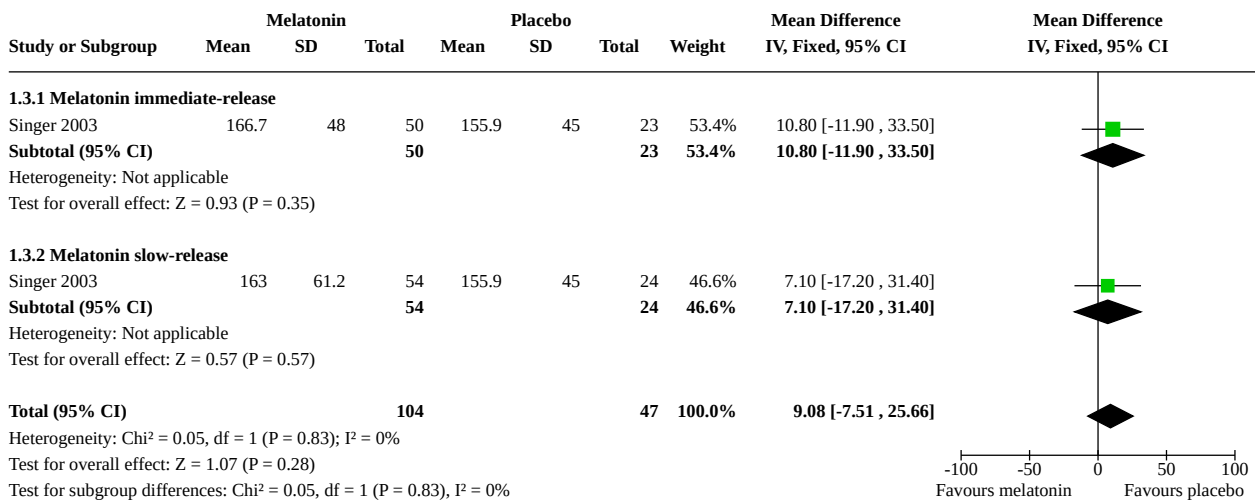 Melatonin Placebo Mean Difference Mean Difference
Study or Subgroup Mean SD Total Mean SD Total Weight IV, Fixed, 95% CI IV, Fixed, 95% CI
1.3.1 Melatonin immediate-release
Singer 2003 166.7 48 50 155.9 45 23 53.4% 10.80 [-11.90 , 33.50]
Subtotal (95% CI) 50 23 53.4% 10.80 [-11.90 , 33.50]
Heterogeneity: Not applicable
Test for overall effect: Z = 0.93 (P = 0.35)
1.3.2 Melatonin slow-release
Singer 2003 163 61.2 54 155.9 45 24 46.6% 7.10 [-17.20 , 31.40]
Subtotal (95% CI) 54 24 46.6% 7.10 [-17.20 , 31.40]
Heterogeneity: Not applicable
Test for overall effect: Z = 0.57 (P = 0.57)
Total (95% CI) 104 47 100.0% 9.08 [-7.51 , 25.66]
Heterogeneity: Chi² = 0.05, df = 1 (P = 0.83); I² = 0%
Test for overall effect: Z = 1.07 (P = 0.28)
-100 -50 0 50 100
Test for subgroup differences: Chi² = 0.05, df = 1 (P = 0.83), I² = 0%
Favours melatonin Favours placebo